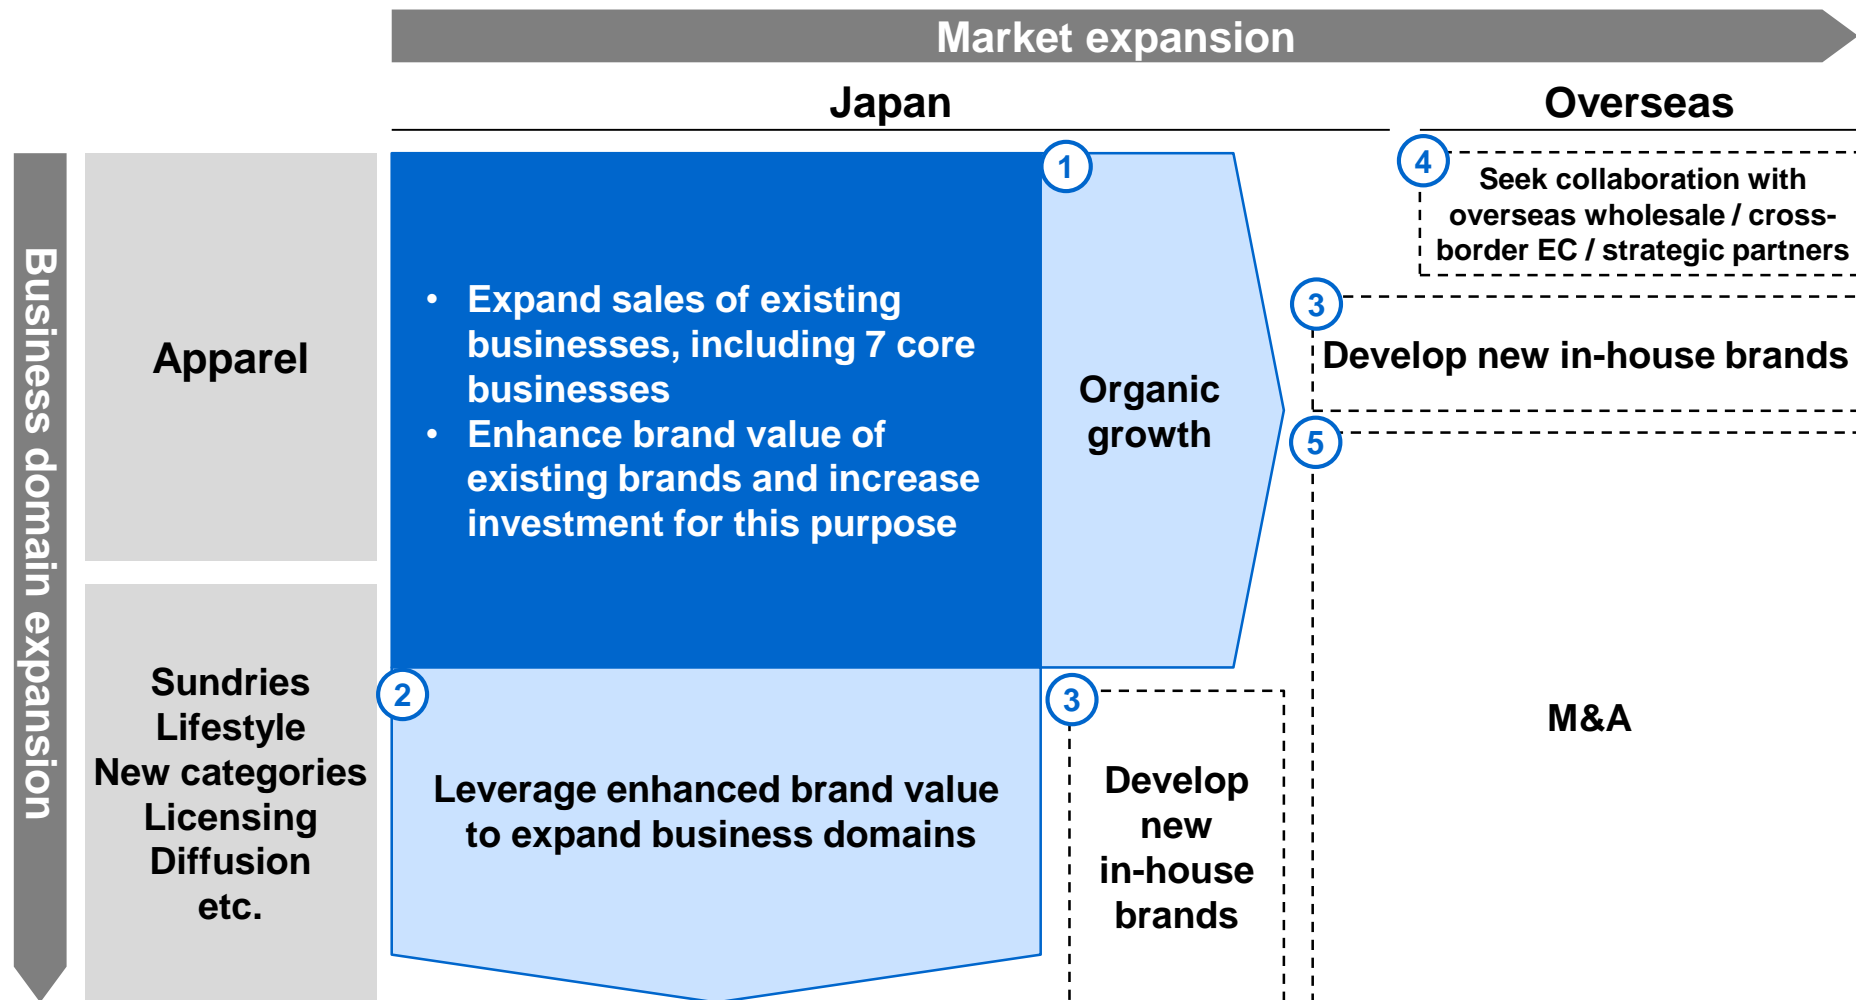 Market expansion
Japan
Overseas
Business domain expansion
Apparel
• Expand sales of existing
businesses, including 7 core
businesses
• Enhance brand value of
existing brands and increase
investment for this purpose
1
Organic
growth
4
Seek collaboration with
overseas wholesale / cross-
border EC / strategic partners
3
Develop new in-house brands
5
M&A
Sundries
Lifestyle
New categories
Licensing
Diffusion
etc.
2
Leverage enhanced brand value
to expand business domains
3
Develop
new
in-house
brands